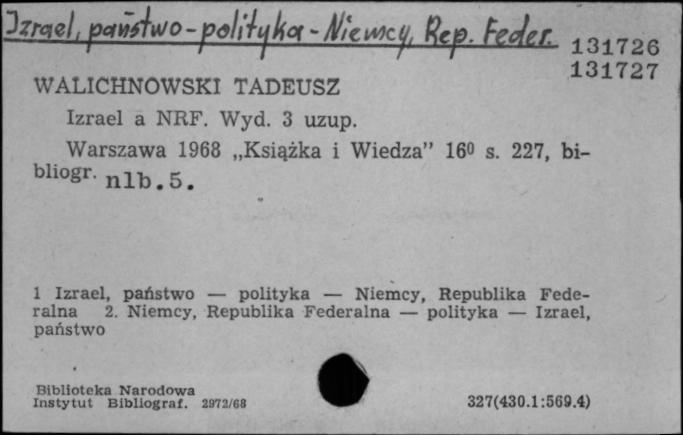 Izrael, państwo - polityka - Niemcy, Rep. Feder.
131726
131727
WALICHNOWSKI TADEUSZ
Izrael a NRF. Wyd. 3 uzup.
Warszawa 1968 „Książka i Wiedza” 16⁰ s. 227, bi-
bliogr. nlb.5.
1 Izrael, państwo — polityka — Niemcy, Republika Fede-
ralna 2. Niemcy, Republika Federalna — polityka — Izrael,
państwo
Biblioteka Narodowa
Instytut Bibliograf. 2972/68
327(430.1:569.4)